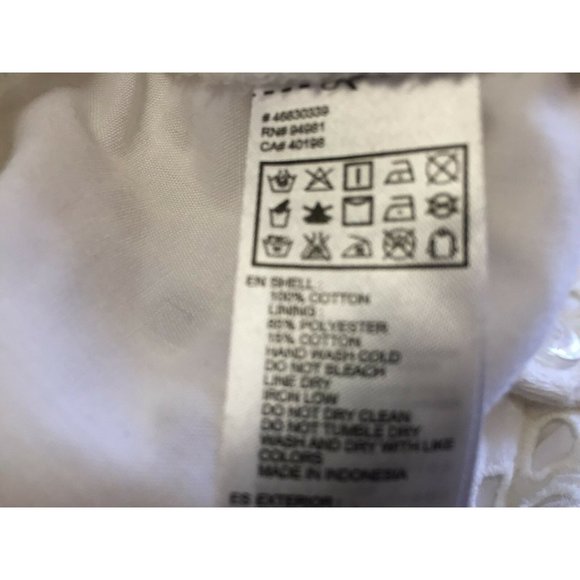 # 46630339
RN# 94981
CA# 40196
EN SHELL :
100% COTTON
LINING :
85% POLYESTER
15% COTTON
HAND WASH COLD
DO NOT BLEACH
LINE DRY
IRON LOW
DO NOT DRY CLEAN
DO NOT TUMBLE DRY
WASH AND DRY WITH LIKE
COLORS
MADE IN INDONESIA
ES EXTERIOR :